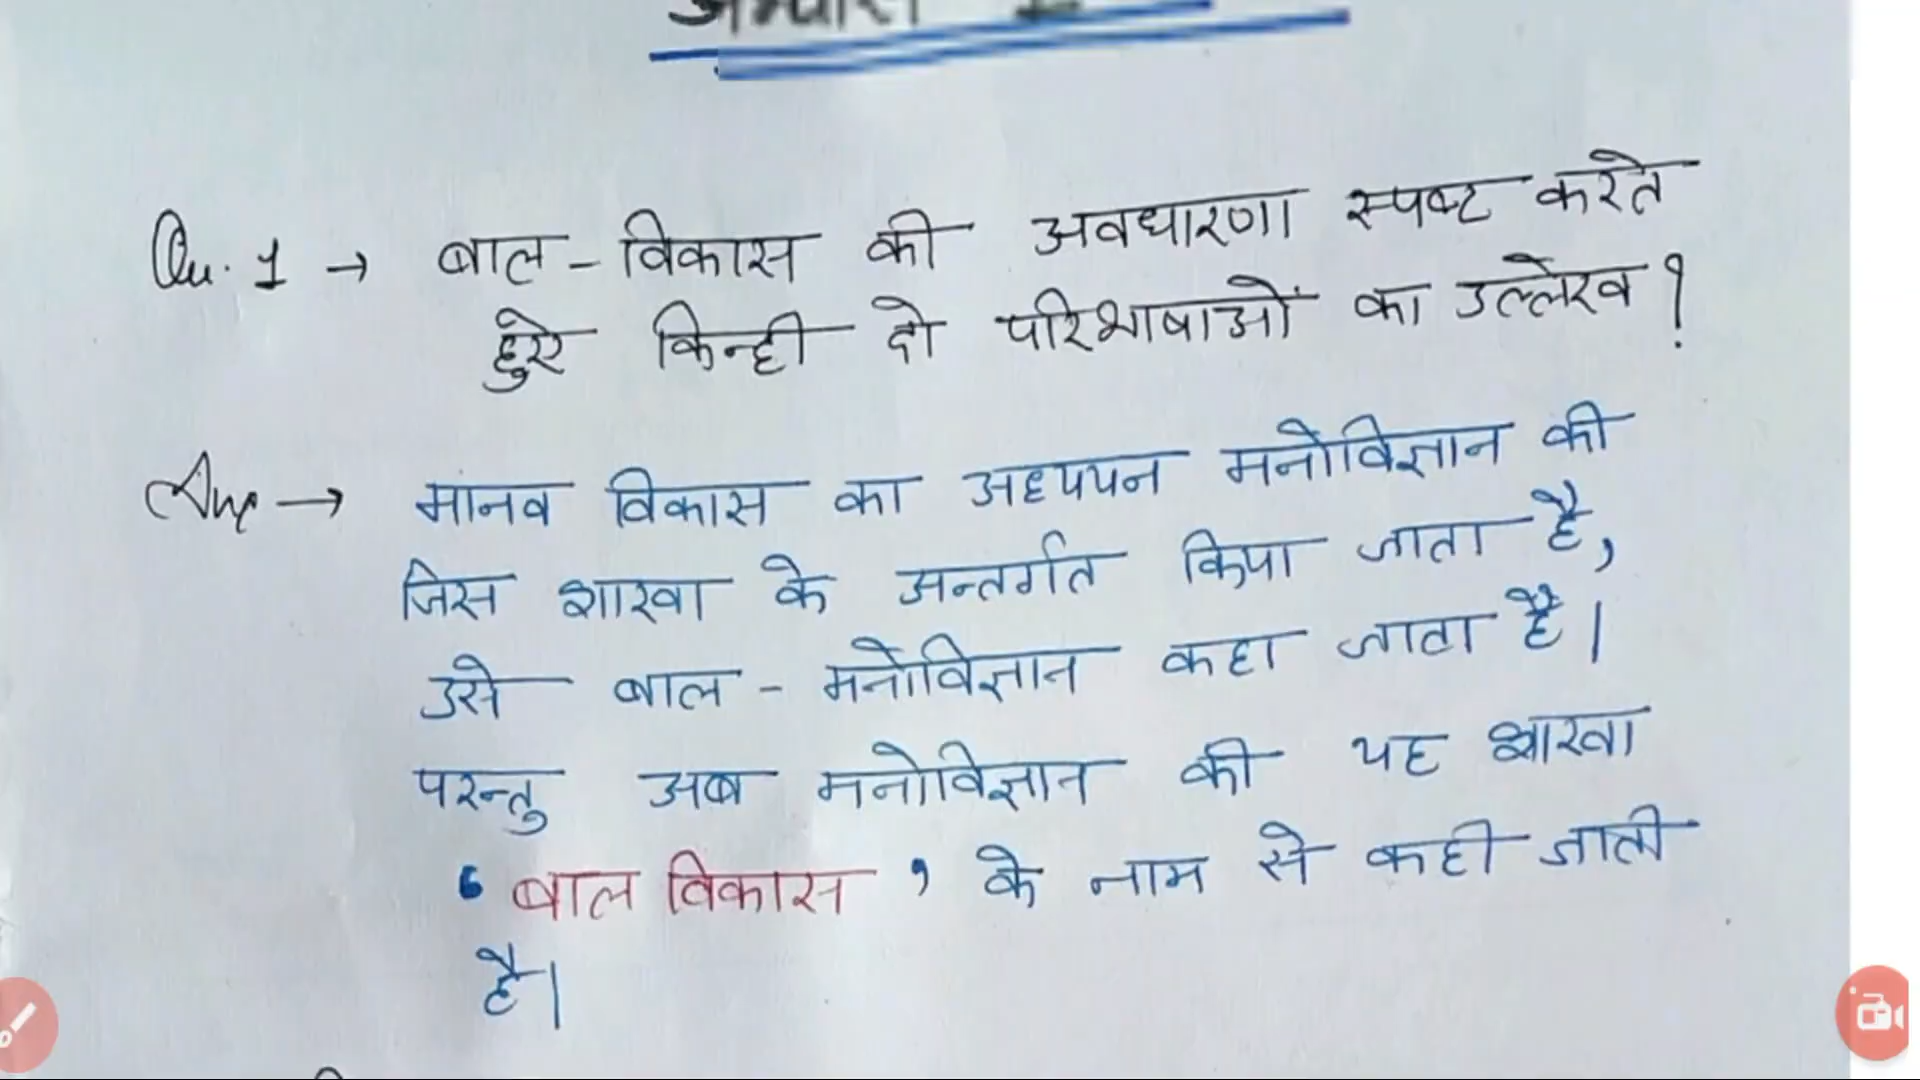 Qu. 1 → बाल - विकास की अवधारणा स्पष्ट करते
हुऐ किन्ही दो परिभाषाओं का उल्लेख ?
Ans → मानव विकास का अध्ययन मनोविज्ञान की
जिस शाखा के अन्तर्गत किया जाता है,
उसे बाल - मनोविज्ञान कहा जाता है।
परन्तु अब मनोविज्ञान की यह शाखा
‘ बाल विकास ’ के नाम से कही जाती
है।